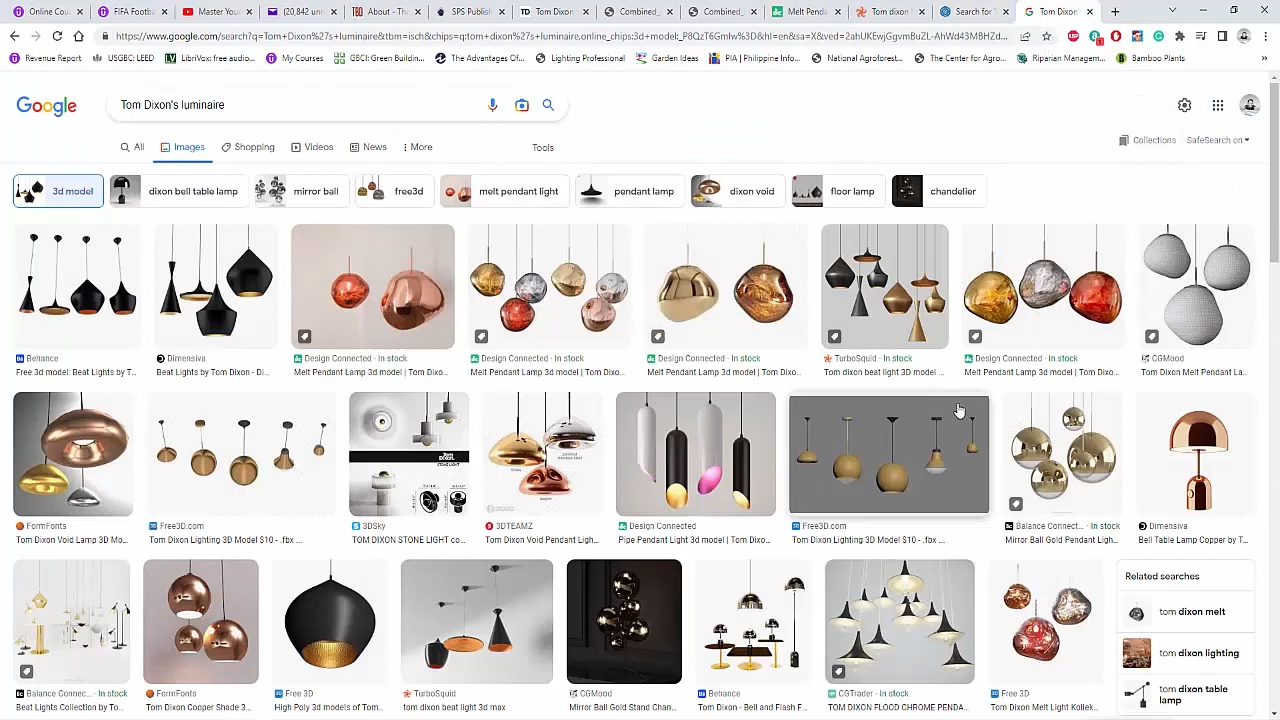 Online Cou
FIFA Footba
Master Your
(20,842 unr
About - The
SPS Publish
Tom Dixon
Combined_
Combined_
Melt Penda
Tom dixon
Search for
Tom Dixon's
https://www.google.com/search?q=Tom+Dixon%27s+luminaire&tbm=isch&chips=q:tom+dixon%27s+luminaire,online_chips:3d+model:_P8QzT6Gmlw%3D&hl=en&sa=X&ved=2ahUKEwjGgvmBuZL-AhWd43MBHZ...
Revenue Report
USGBC: LEED
LibriVox: free audio...
My Courses
GBCI: Green Building...
The Advantages Of...
Lighting Professional
Garden Ideas
PIA | Philippine Info...
National Agroforest...
The Center for Agro...
Riparian Managem...
Bamboo Plants
Google
Tom Dixon's luminaire
Collections
SafeSearch on
All
Images
Shopping
Videos
News
More
Tools
3d model
dixon bell table lamp
mirror ball
free3d
melt pendant light
pendant lamp
dixon void
floor lamp
chandelier
Behance
Free 3d model: Beat Lights by T...
Dimensiva
Beat Lights by Tom Dixon - Di...
Design Connected · In stock
Melt Pendant Lamp 3d model | Tom Dixo...
Design Connected · In stock
Melt Pendant Lamp 3d model | Tom Dixo...
Design Connected · In stock
Melt Pendant Lamp 3d model | Tom Dixo...
TurboSquid · In stock
Tom dixon beat light 3D model ...
Design Connected · In stock
Melt Pendant Lamp 3d model | Tom Dixo...
CGMood
Tom Dixon Melt Pendant La...
FormFonts
Tom Dixon Void Lamp 3D Mo...
Free3D.com
Tom Dixon Lighting 3D Model $10 - .fbx ...
STONE LIGHT
3DSky
TOM DIXON STONE LIGHT co...
3DTEAMZ
Tom Dixon Void Pendant Ligh...
Design Connected
Pipe Pendant Light 3d model | Tom Dixo...
Free3D.com
Tom Dixon Lighting 3D Model $10 - .fbx ...
Balance Connect... · In stock
Mirror Ball Gold Pendant Ligh...
Dimensiva
Bell Table Lamp Copper by T...
Balance Connec... · In stock
Beat Lights Collection by To...
FormFonts
Tom Dixon Cooper Shade 3...
Free 3D
High Poly 3d models of Tom...
TurboSquid
tom dixon beat light 3d max
CGMood
Mirror Ball Gold Stand Chan...
Behance
Tom Dixon - Bell and Flash F...
CGTrader · In stock
TOM DIXON FLOOD CHROME PENDA...
Free 3D
Tom Dixon Melt Light Kollek...
Related searches
tom dixon melt
tom dixon lighting
tom dixon table
lamp